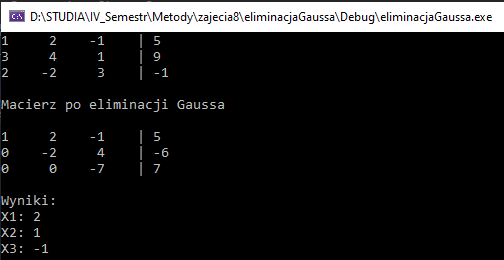 D:\STUDIA\IV_Semestr\Metody\zajecia8\eliminacjaGaussa\Debug\eliminacjaGaussa.exe
1 2 -1 | 5
3 4 1 | 9
2 -2 3 | -1
Macierz po eliminacji Gaussa
1 2 -1 | 5
0 -2 4 | -6
0 0 -7 | 7
Wyniki:
X1: 2
X2: 1
X3: -1